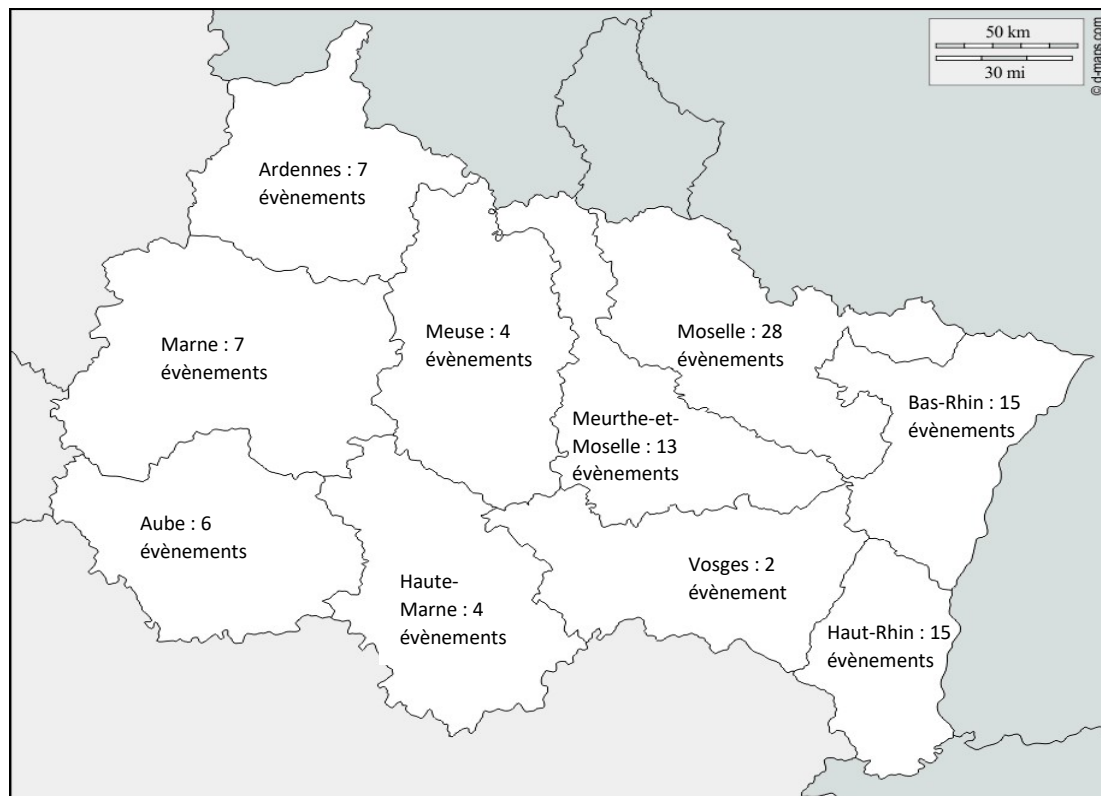 50 km
30 mi
© d-maps.com
Ardennes : 7
évènements
Marne : 7
évènements
Meuse : 4
évènements
Moselle : 28
évènements
Bas-Rhin : 15
évènements
Meurthe-et-
Moselle : 13
évènements
Aube : 6
évènements
Haute-
Marne : 4
évènements
Vosges : 2
évènement
Haut-Rhin : 15
évènements